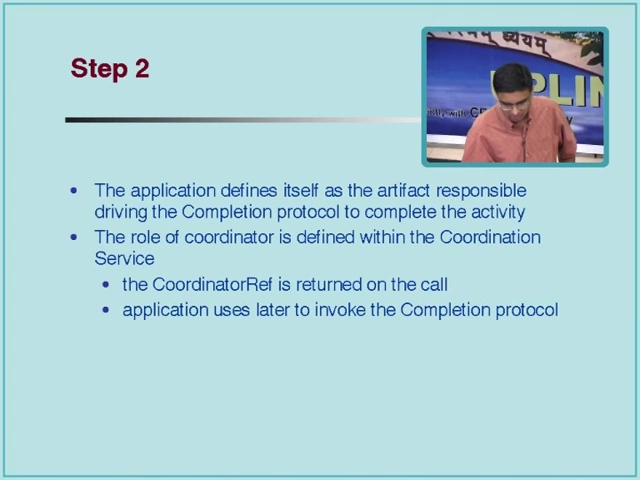 Step 2
ध्येयम्
The application defines itself as the artifact responsible
driving the Completion protocol to complete the activity
The role of coordinator is defined within the Coordination
Service
the CoordinatorRef is returned on the call
application uses later to invoke the Completion protocol